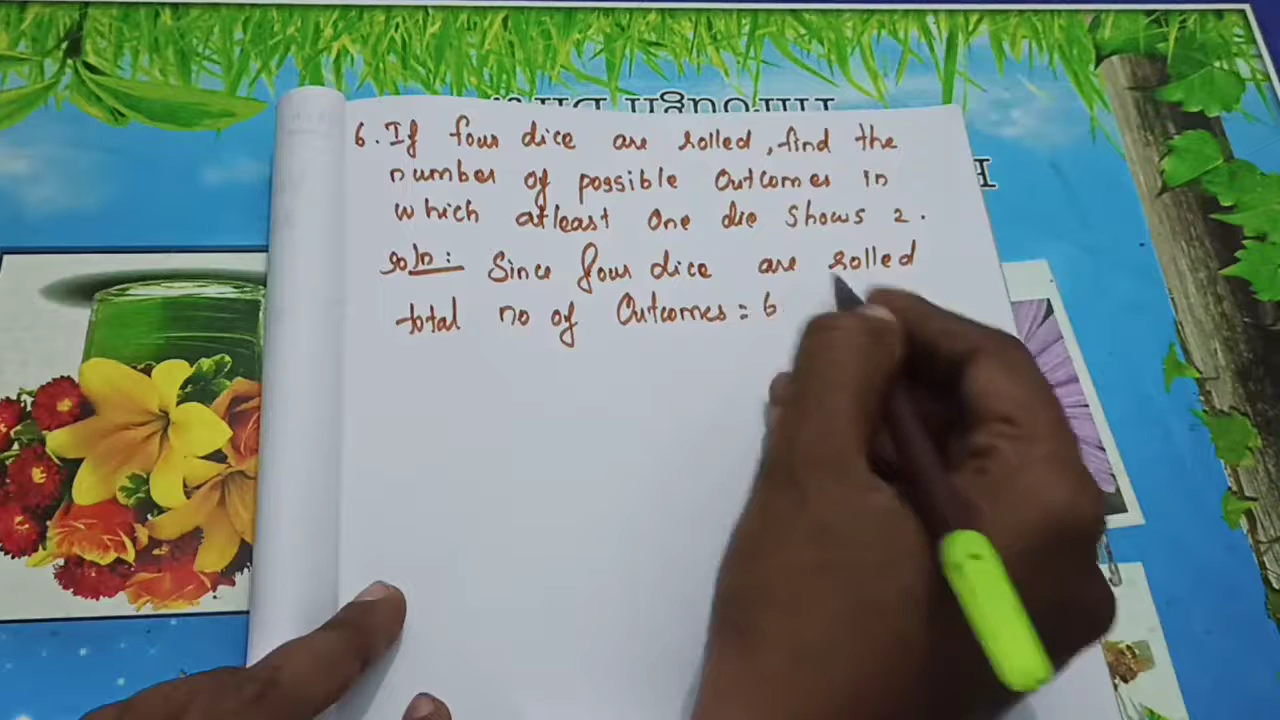 6. If four dice are rolled, find the
number of possible outcomes in
which atleast one die shows 2.
Soln: Since four dice are rolled
total no of Outcomes = 6